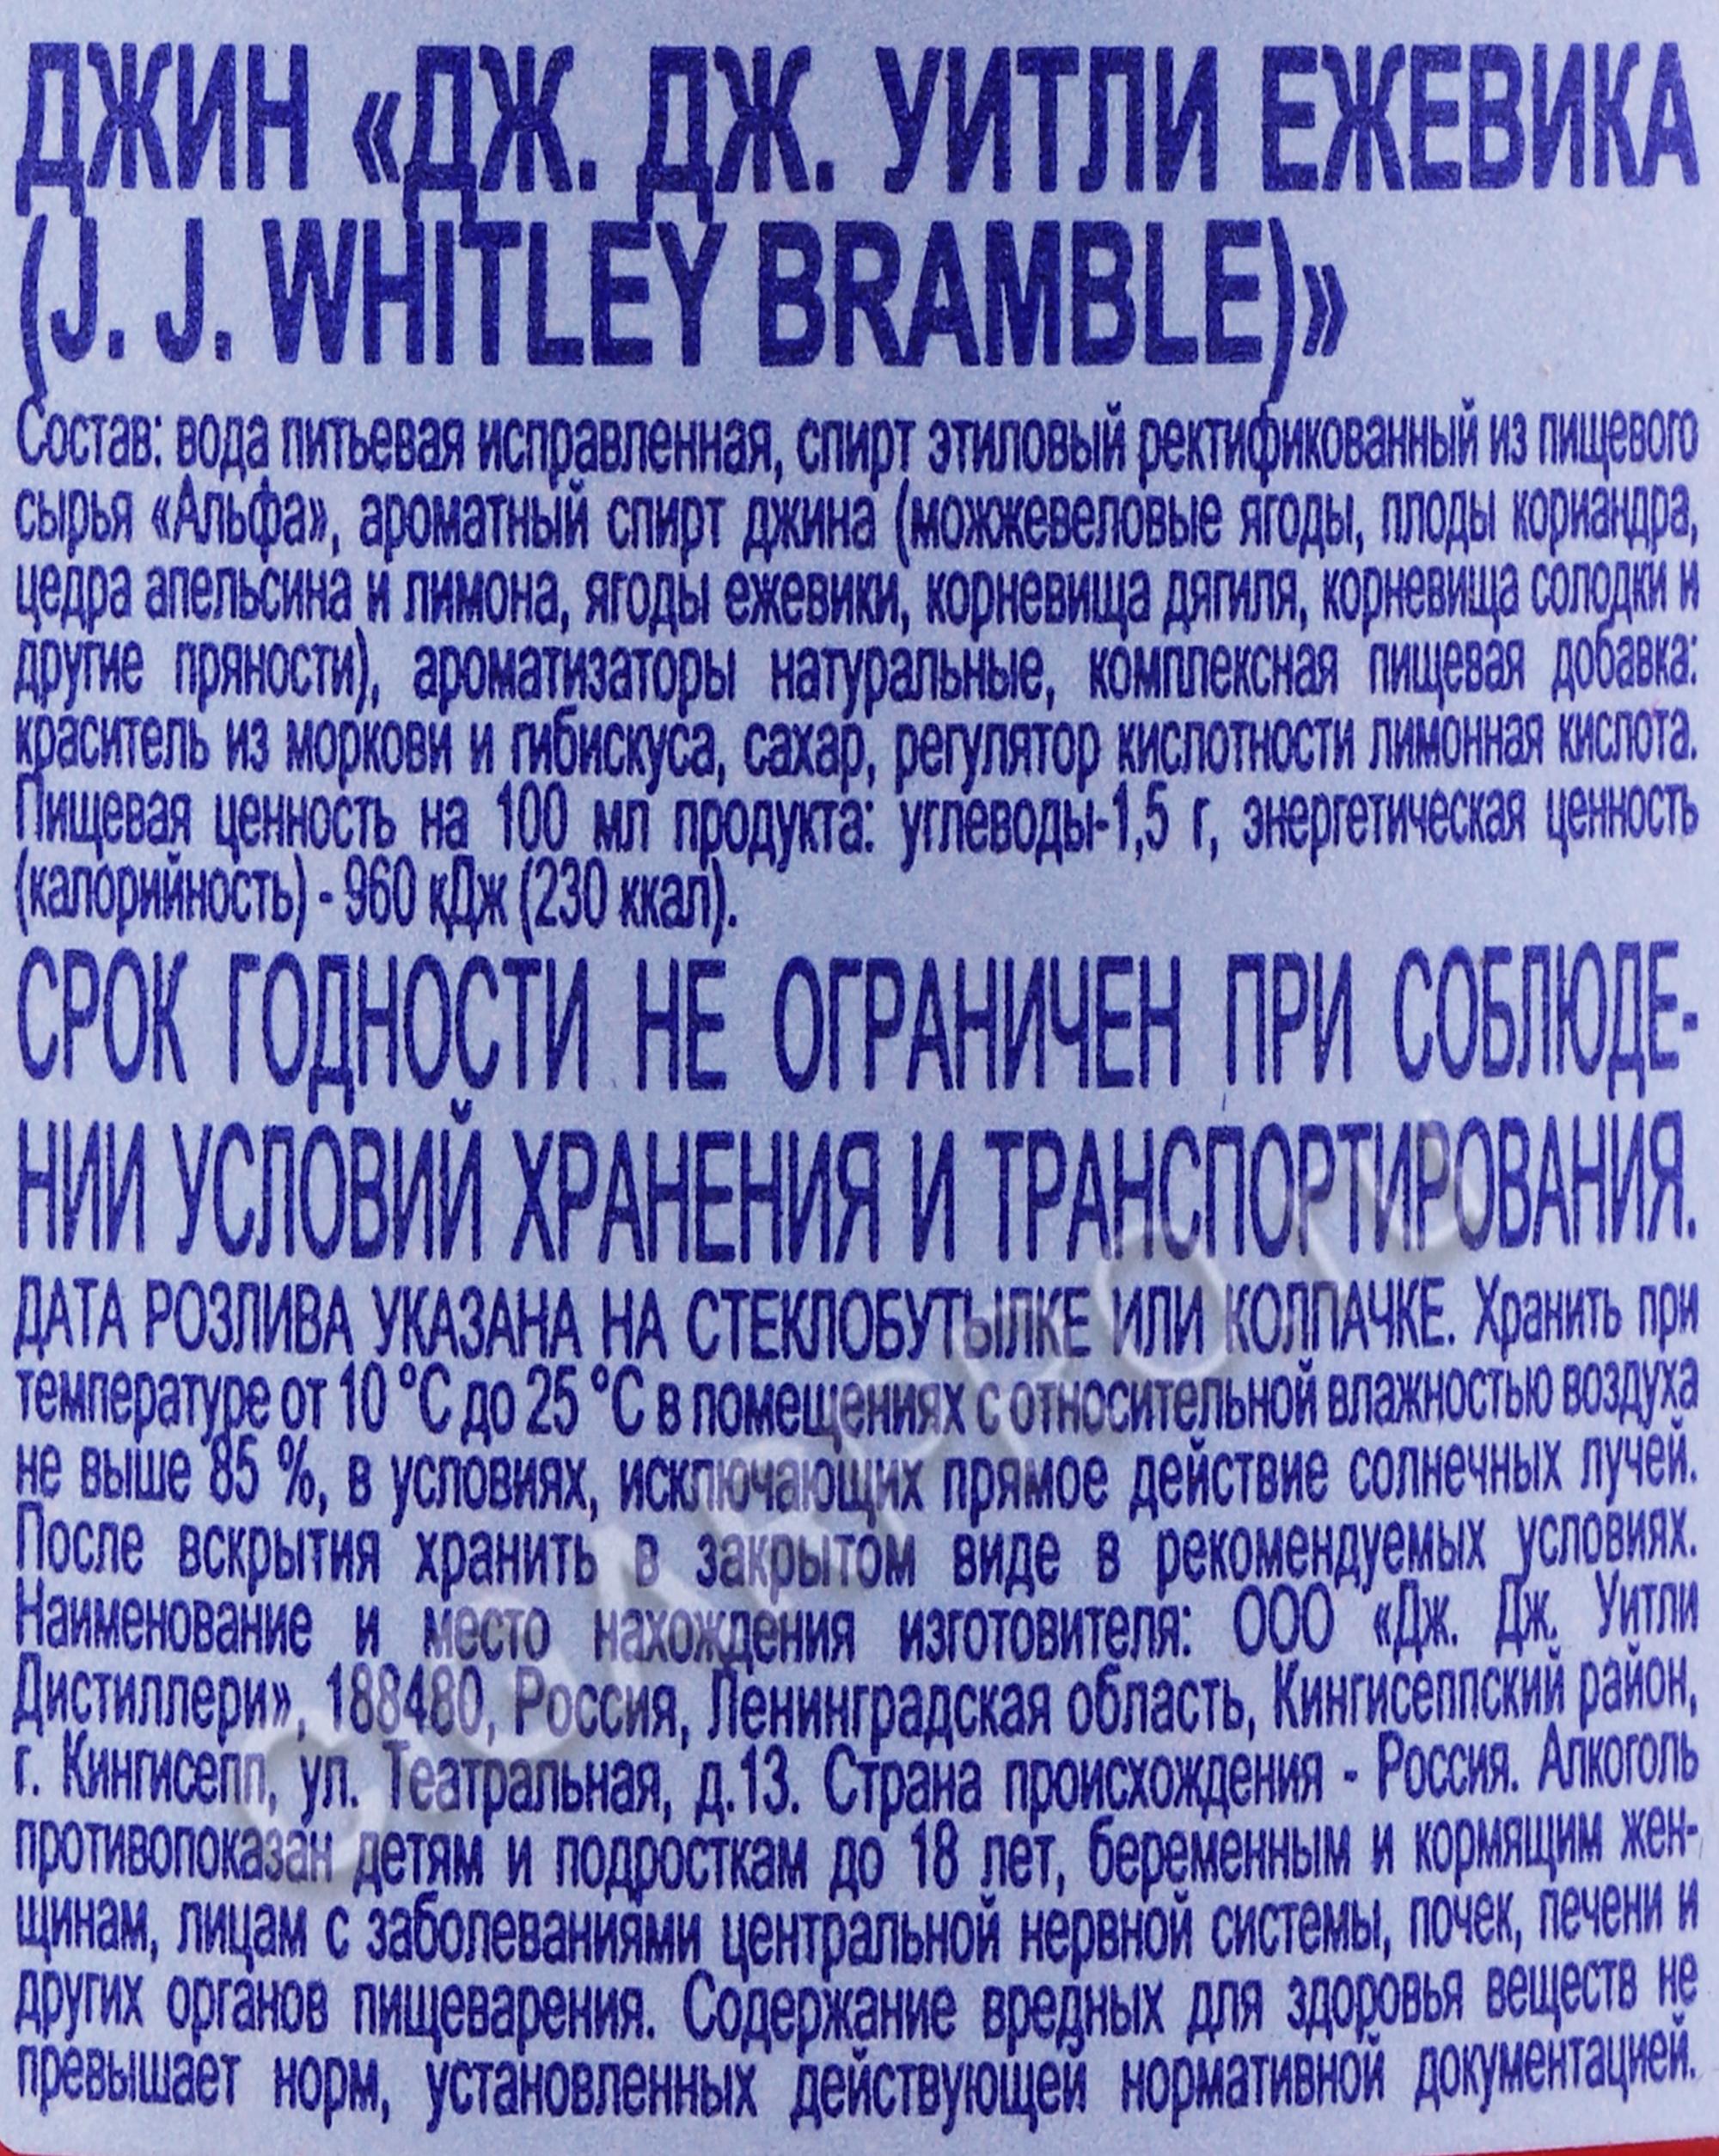 ДЖИН «ДЖ. ДЖ. УИТЛИ ЕЖЕВИКА
(J. J. WHITLEY BRAMBLE)»
Состав: вода питьевая исправленная, спирт этиловый ректификованный из пищевого
сырья «Альфа», ароматный спирт джина (можжевеловые ягоды, плоды кориандра,
цедра апельсина и лимона, ягоды ежевики, корневища дягиля, корневища солодки и
другие пряности), ароматизаторы натуральные, комплексная пищевая добавка:
краситель из моркови и гибискуса, сахар, регулятор кислотности лимонная кислота.
Пищевая ценность на 100 мл продукта: углеводы-1,5 г, энергетическая ценность
(калорийность) - 960 кДж (230 ккал).
СРОК ГОДНОСТИ НЕ ОГРАНИЧЕН ПРИ СОБЛЮДЕ-
НИИ УСЛОВИЙ ХРАНЕНИЯ И ТРАНСПОРТИРОВАНИЯ.
ДАТА РОЗЛИВА УКАЗАНА НА СТЕКЛОБУТЫЛКЕ ИЛИ КОЛПАЧКЕ. Хранить при
температуре от 10 °С до 25 °С в помещениях с относительной влажностью воздуха
не выше 85 %, в условиях, исключающих прямое действие солнечных лучей.
После вскрытия хранить в закрытом виде в рекомендуемых условиях.
Наименование и место нахождения изготовителя: ООО «Дж. Дж. Уитли
Дистиллери», 188480, Россия, Ленинградская область, Кингисеппский район,
г. Кингисепп, ул. Театральная, д.13. Страна происхождения - Россия. Алкоголь
противопоказан детям и подросткам до 18 лет, беременным и кормящим жен-
щинам, лицам с заболеваниями центральной нервной системы, почек, печени и
других органов пищеварения. Содержание вредных для здоровья веществ не
превышает норм, установленных действующей нормативной документацией.
CIGARPRO.RU